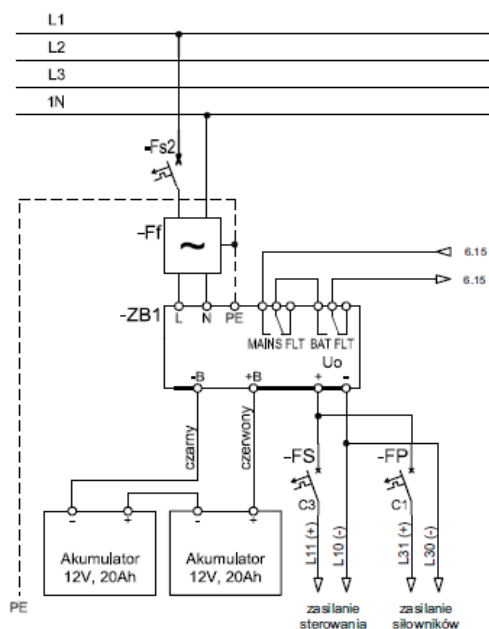 L1
L2
L3
1N
-Fs2
-Ff
~
6.15
6.15
-ZB1
L N PE
MAINS FLT BAT FLT
Uo
-B +B + -
czarny
czerwony
-FS
-FP
C3
C1
L11 (+)
L10 (-)
L31 (+)
L30 (-)
- + - +
Akumulator
12V, 20Ah
Akumulator
12V, 20Ah
PE
zasilanie
sterowania
zasilanie
siłowników